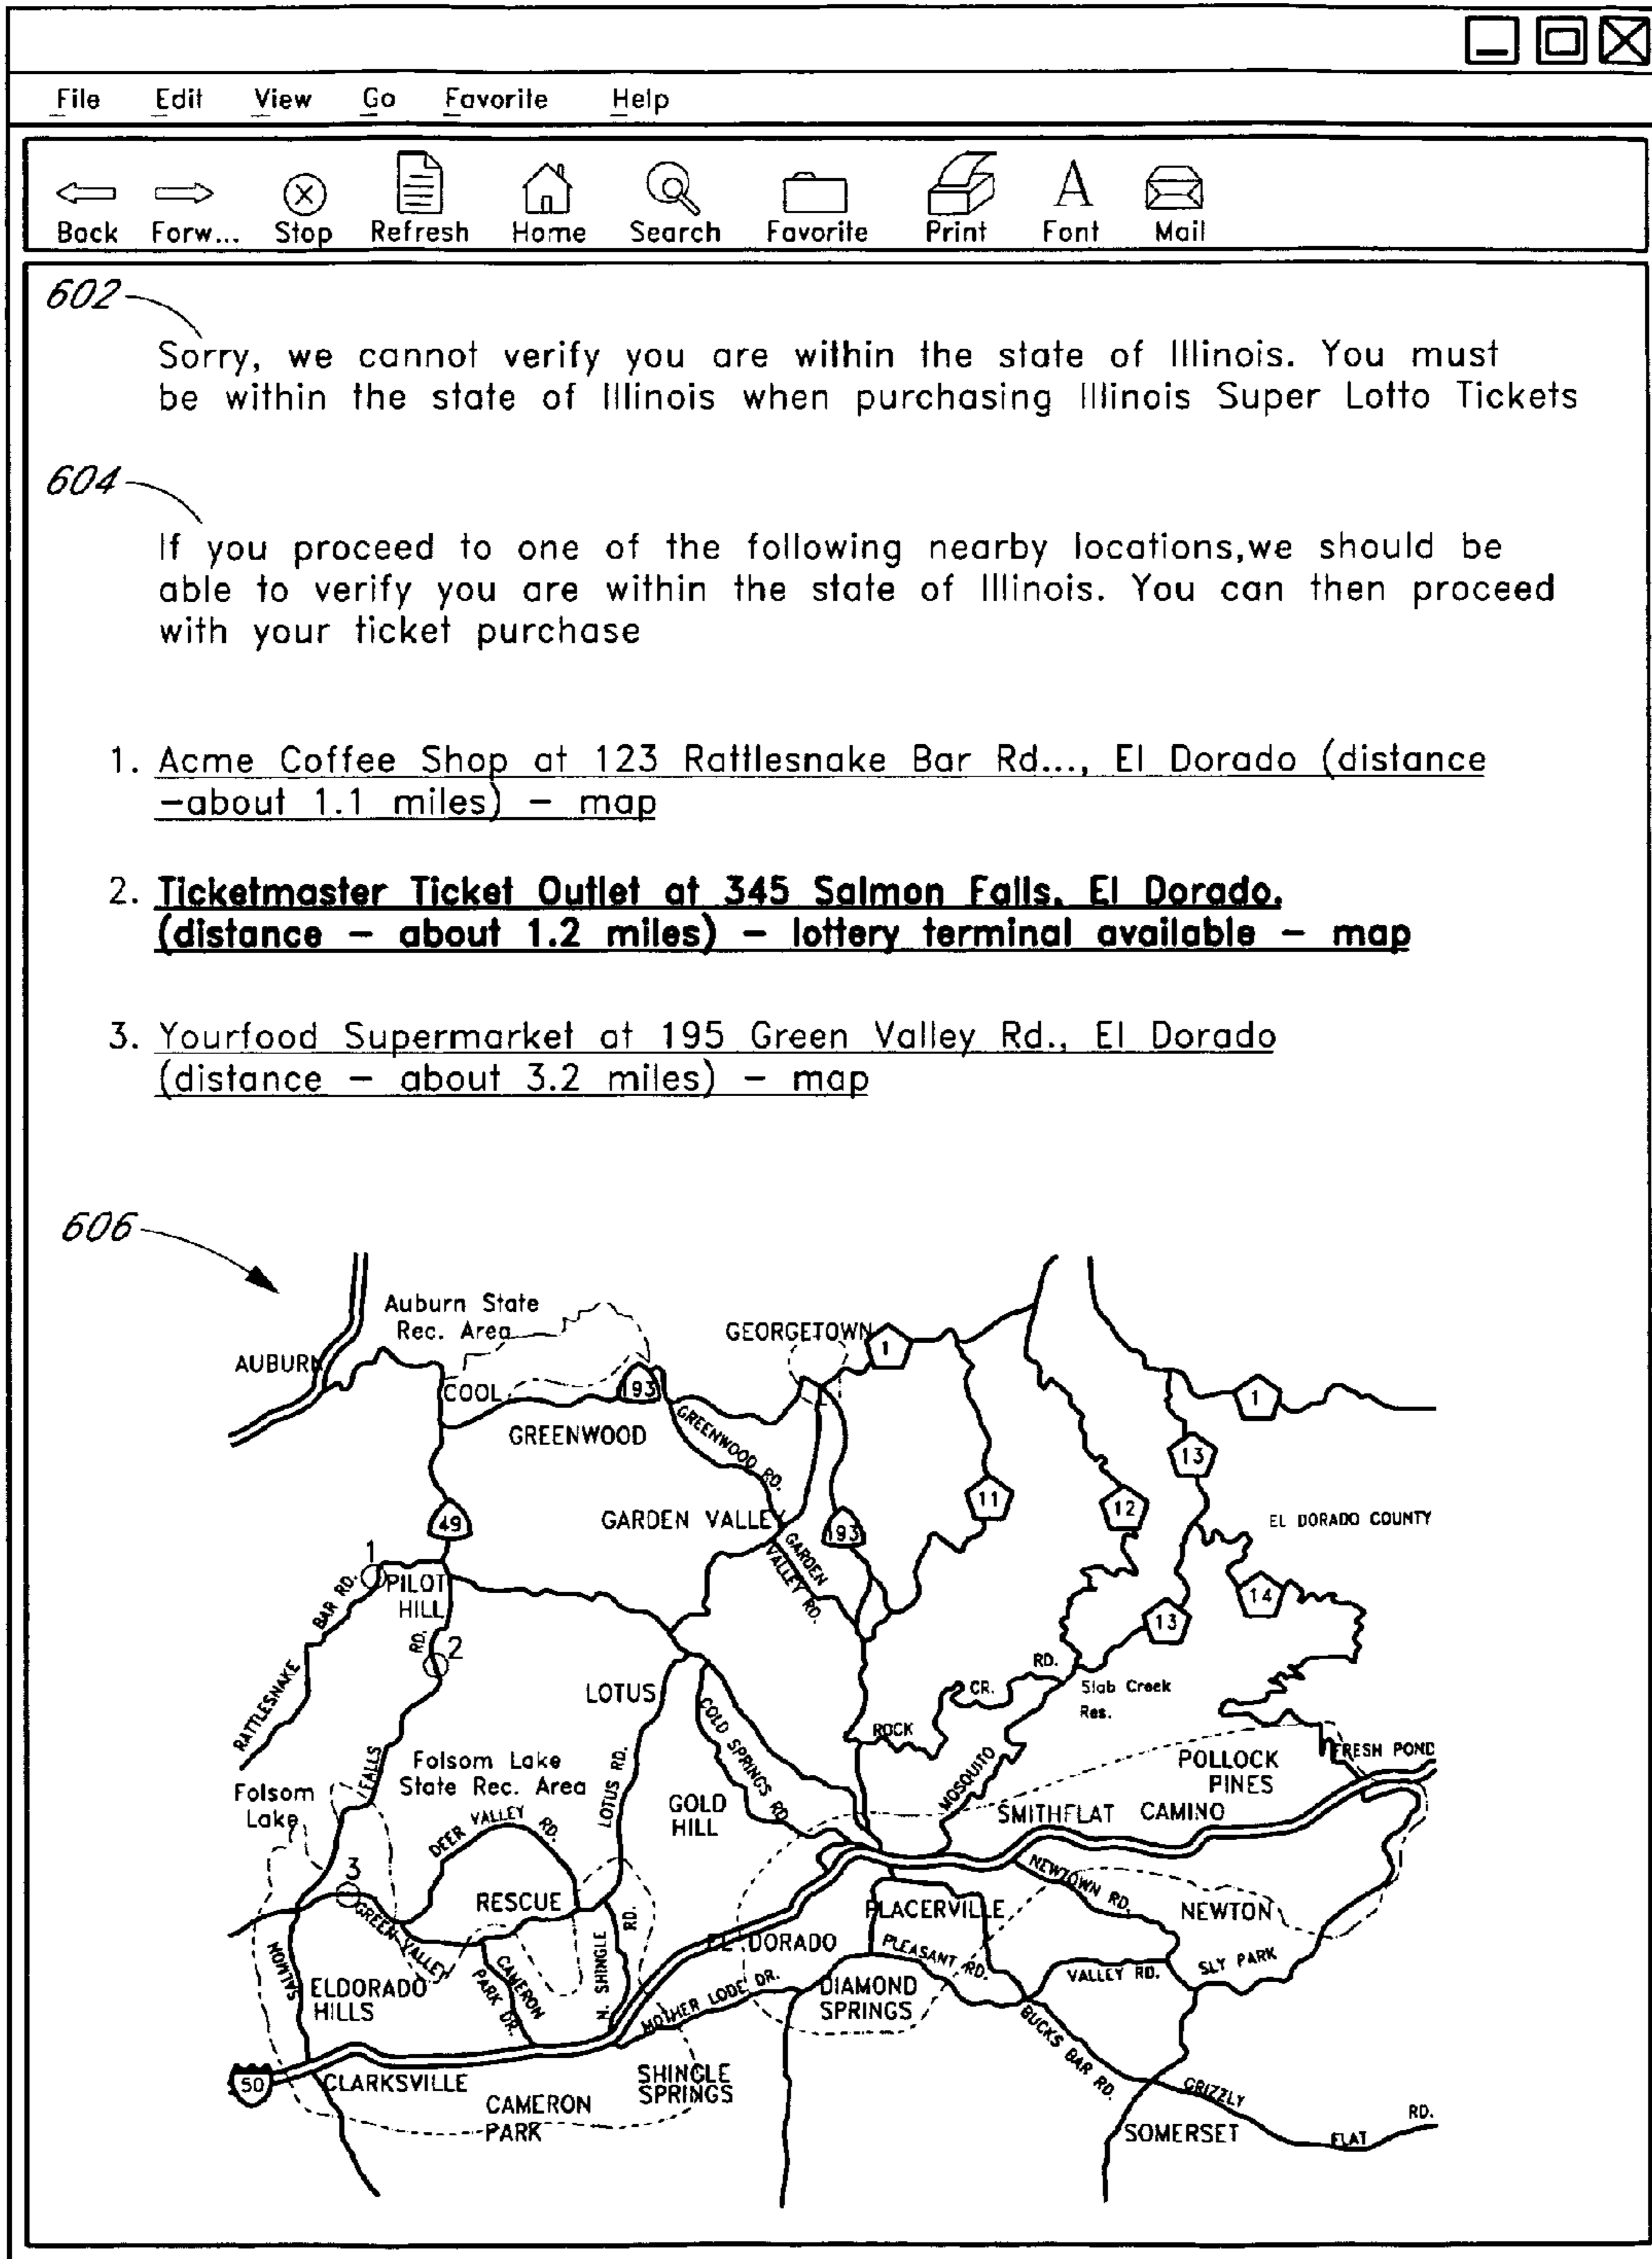 File Edit View Go Favorite Help
Back Forw... Stop Refresh Home Search Favorite Print Font Mail
602
Sorry, we cannot verify you are within the state of Illinois. You must
be within the state of Illinois when purchasing Illinois Super Lotto Tickets
604
If you proceed to one of the following nearby locations,we should be
able to verify you are within the state of Illinois. You can then proceed
with your ticket purchase
1. Acme Coffee Shop at 123 Rattlesnake Bar Rd..., El Dorado (distance
-about 1.1 miles) - map
2. Ticketmaster Ticket Outlet at 345 Salmon Falls, El Dorado.
(distance - about 1.2 miles) - lottery terminal available - map
3. Yourfood Supermarket at 195 Green Valley Rd., El Dorado
(distance - about 3.2 miles) - map
606
Auburn State
Rec. Area
GEORGETOWN
1
AUBURN
COOL
193
1
GREENWOOD
GREENWOOD RD.
13
11
12
49
GARDEN VALLEY
193
EL DORADO COUNTY
GARDEN
VALLEY RD.
1
PILOT
HILL
BAR RD.
14
13
RD.
2
RATTLESNAKE
LOTUS
CR.
RD.
Slab Creek
Res.
COLD SPRINGS RD.
ROCK
FALLS
Folsom Lake
State Rec. Area
LOTUS RD.
MOSQUITO
POLLOCK
PINES
FRESH POND
Folsom
Lake
GOLD
HILL
SMITHFLAT
CAMINO
DEER VALLEY RD.
3
RESCUE
NEWTOWN RD.
GREEN VALLEY
RD.
PLACERVILLE
NEWTON
SALMON
N. SHINGLE
EL DORADO
PLEASANT RD.
VALLEY RD.
SLY PARK
ELDORADO
HILLS
CAMERON
PARK DR.
MOTHER LODE DR.
DIAMOND
SPRINGS
BUCKS BAR RD.
50
CLARKSVILLE
SHINGLE
SPRINGS
CAMERON
PARK
GRIZZLY
FLAT
RD.
SOMERSET